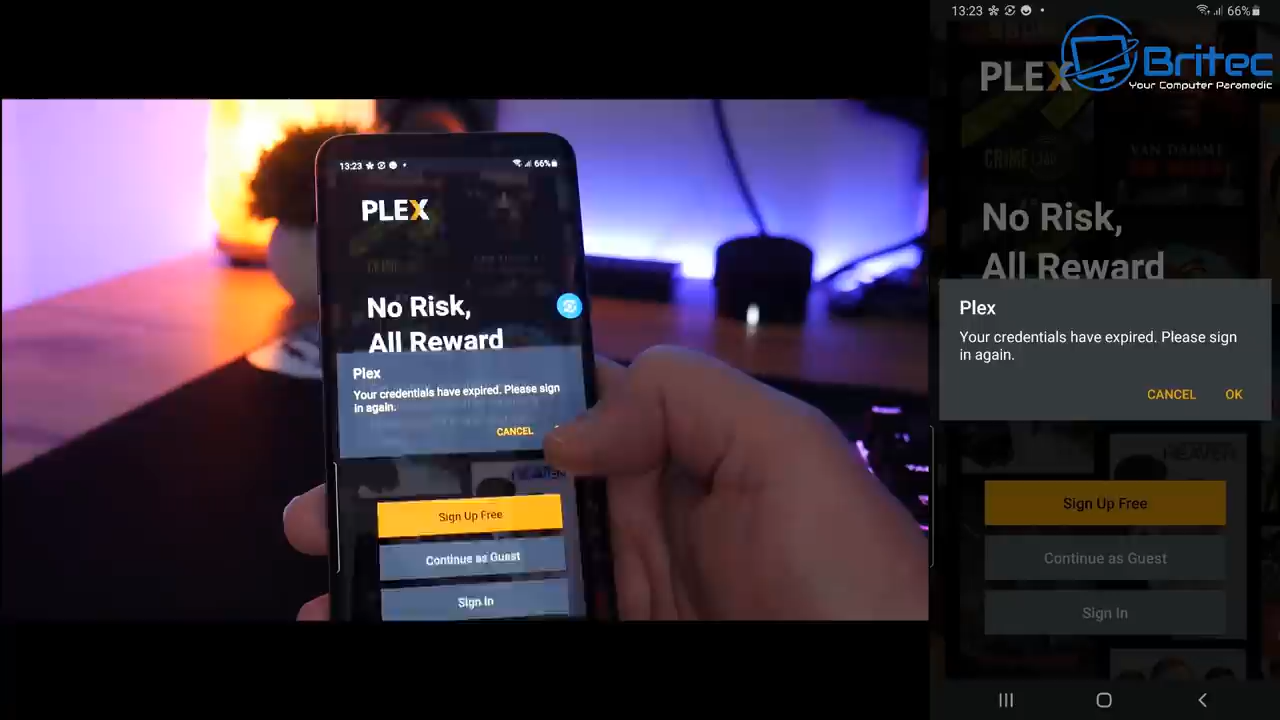 13:23
66%
PLEX
No Risk,
All Reward
Plex
Your credentials have expired. Please sign
in again.
CANCEL
Sign Up Free
Continue as Guest
Sign In
13:23
66%
Britec
Your Computer Paramedic
PLEX
VAN DAMME
No Risk,
All Reward
Plex
Your credentials have expired. Please sign
in again.
CANCEL OK
HEAVEN
Sign Up Free
Continue as Guest
Sign In